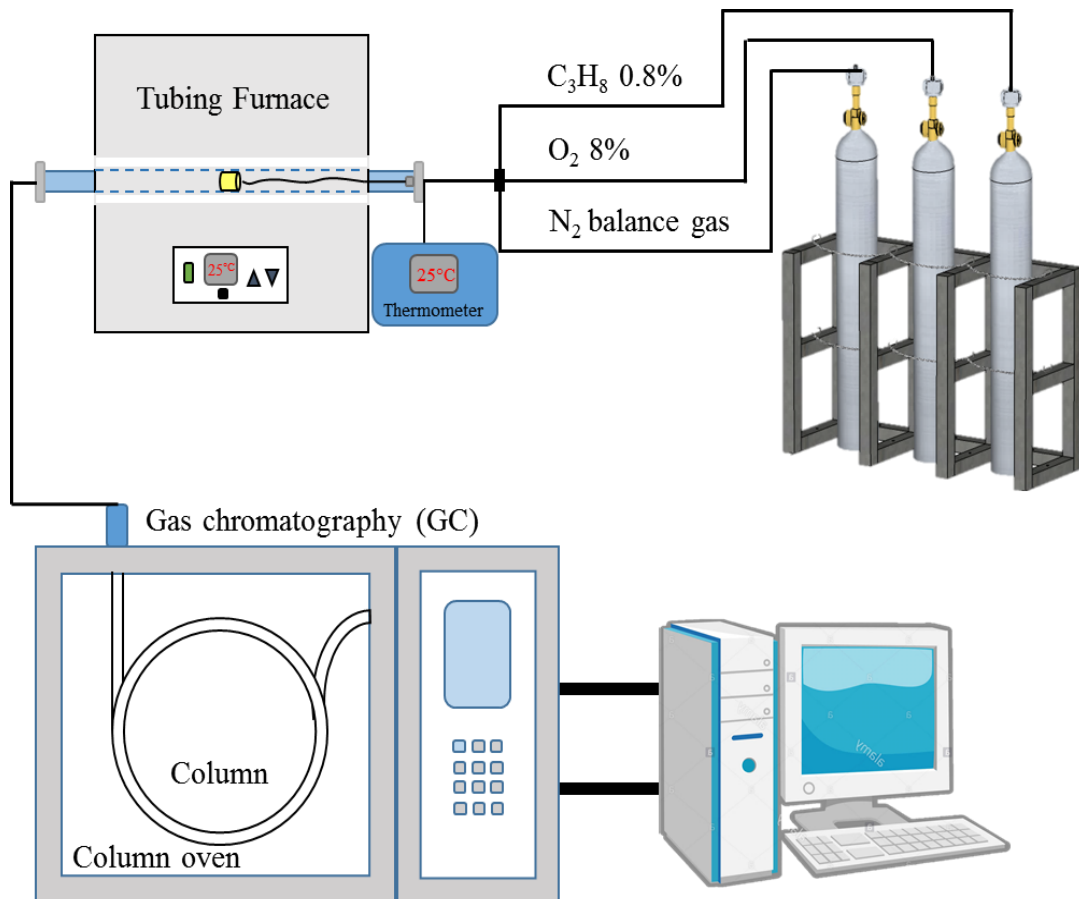 C₃H₈ 0.8%
Tubing Furnace
O₂ 8%
N₂ balance gas
25℃
25°C
Thermometer
Gas chromatography (GC)
Column
Column oven
alamy